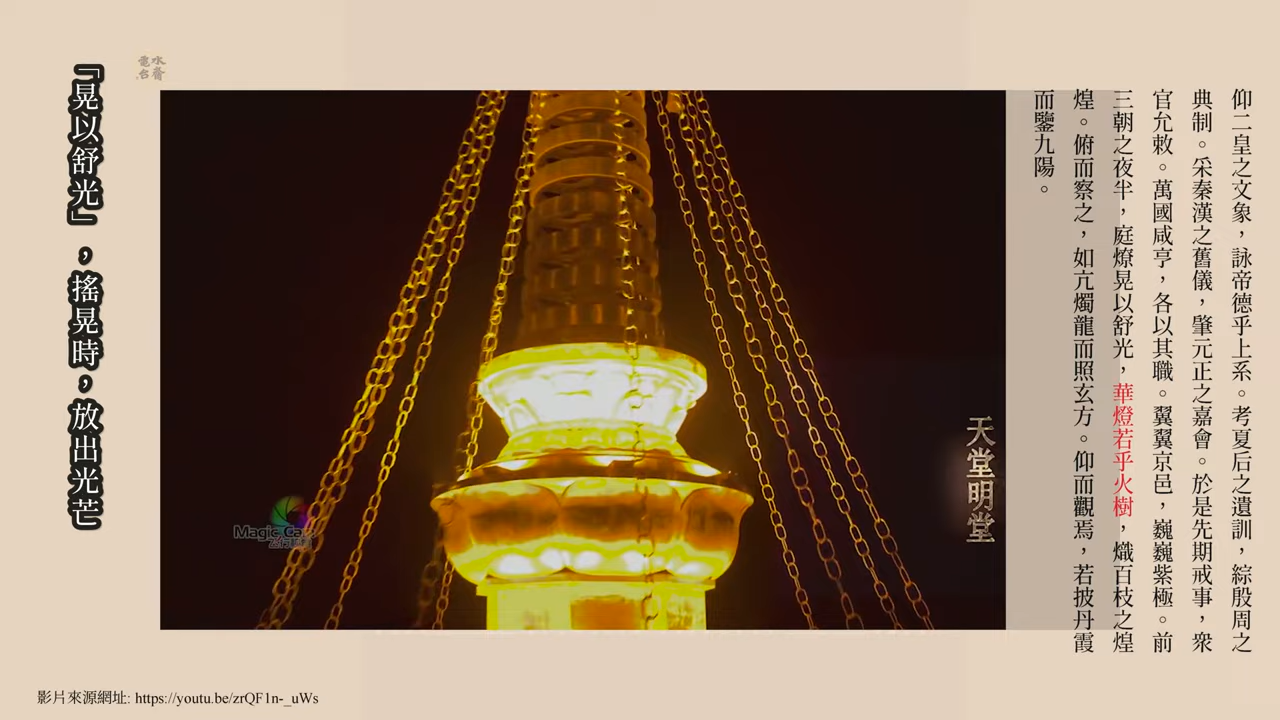 仰二皇之文象，詠帝德乎上系。考夏后之遺訓，綜殷周之
典制。采秦漢之舊儀，肇元正之嘉會。於是先期戒事，衆
官允敕。萬國咸亨，各以其職。翼翼京邑，巍巍紫極。前
三朝之夜半，庭燎晃以舒光，華燈若乎火樹，熾百枝之煌
煌。俯而察之，如亢燭龍而照玄方。仰而觀焉，若披丹霞
而鑒九陽。
天堂明堂
水齋
電台
『晃以舒光』，搖晃時，放出光芒
影片來源網址: https://youtu.be/zrQF1n-_uWs